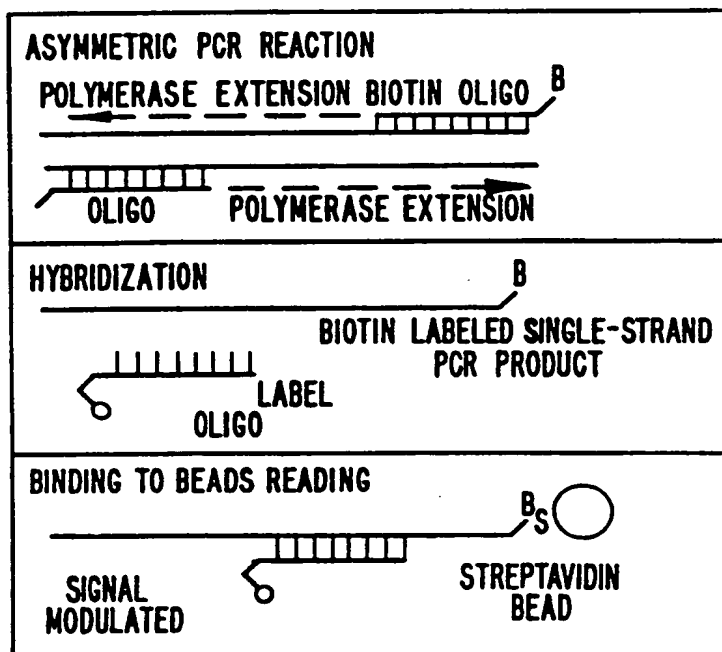 ASYMMETRIC PCR REACTION
POLYMERASE EXTENSION BIOTIN OLIGO B
OLIGO POLYMERASE EXTENSION
HYBRIDIZATION
B
BIOTIN LABELED SINGLE-STRAND
PCR PRODUCT
LABEL
OLIGO
BINDING TO BEADS READING
BS
SIGNAL
MODULATED
STREPTAVIDIN
BEAD